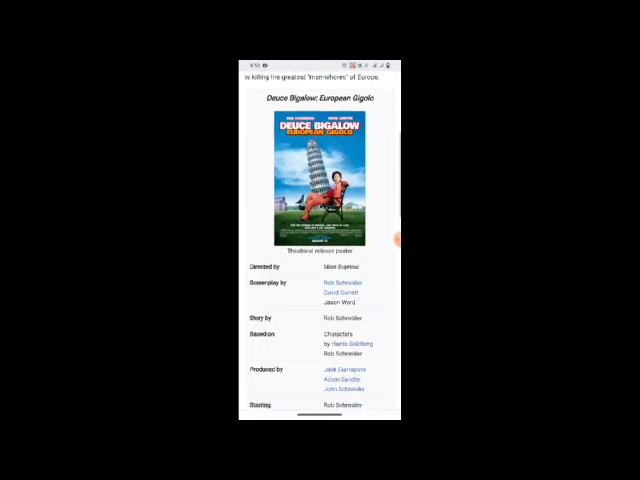 8:53
is killing the greatest "man-whores" of Europe.
Deuce Bigalow: European Gigolo
DEUCE BIGALOW
EUROPEAN GIGOLO
Theatrical release poster
Directed by Mike Bigelow
Screenplay by Rob Schneider
David Garrett
Jason Ward
Story by Rob Schneider
Based on Characters
by Harris Goldberg
Rob Schneider
Produced by Jack Giarraputo
Adam Sandler
John Schneider
Starring Rob Schneider